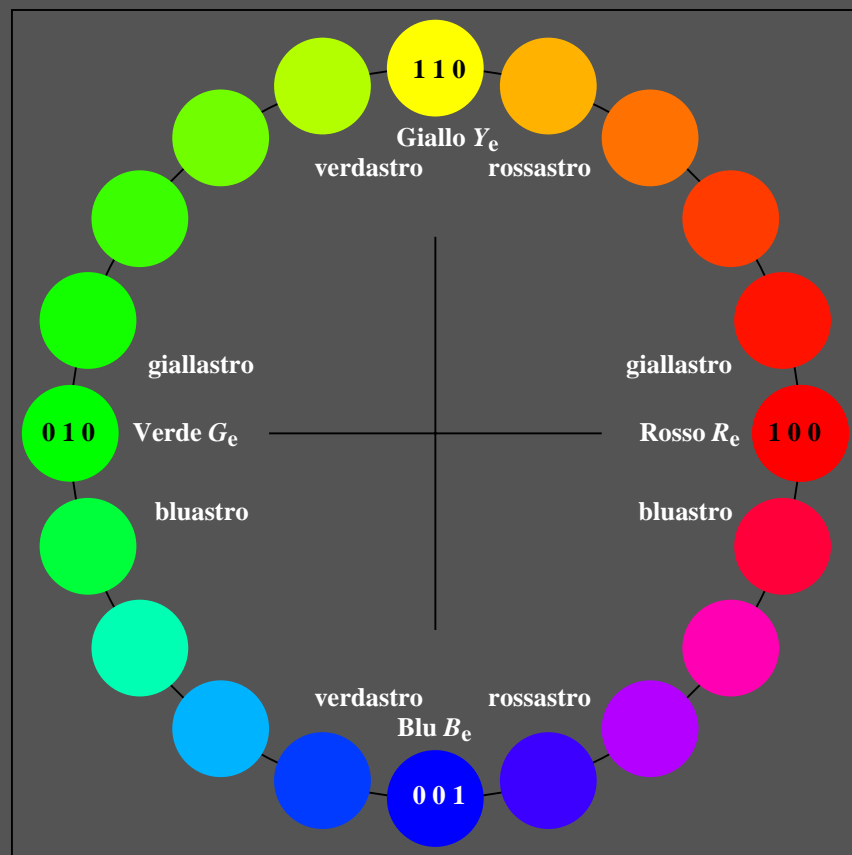 1 1 0
Giallo Ye
verdastro rossastro
giallastro giallastro
0 1 0 Verde Ge Rosso Re 1 0 0
bluastro bluastro
verdastro rossastro
Blu Be
0 0 1